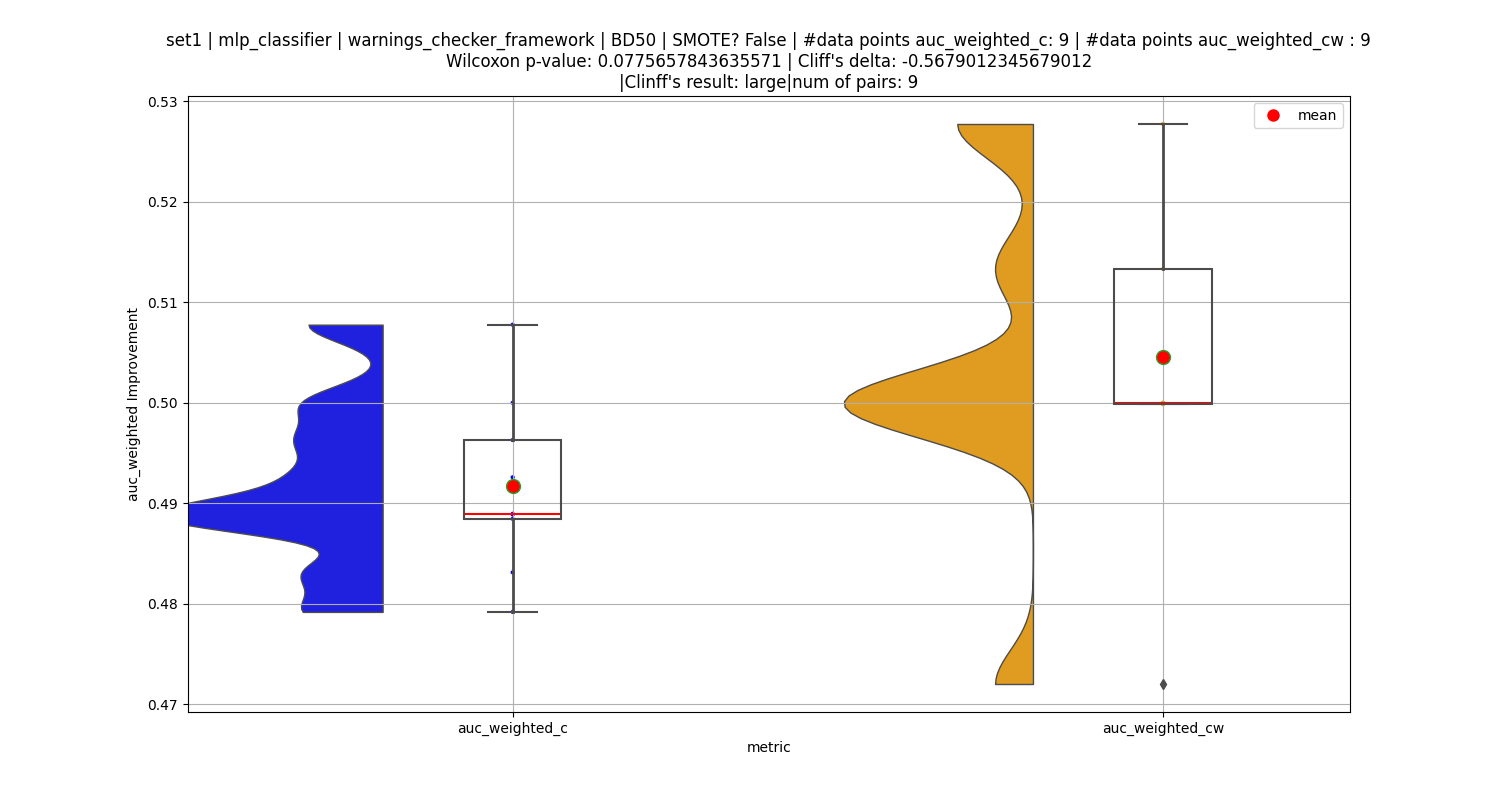 set1 | mlp_classifier | warnings_checker_framework | BD50 | SMOTE? False | #data points auc_weighted_c: 9 | #data points auc_weighted_cw : 9
Wilcoxon p-value: 0.0775657843635571 | Cliff's delta: -0.5679012345679012
|Clinff's result: large|num of pairs: 9
mean
0.53
0.52
0.51
0.50
0.49
0.48
0.47
auc_weighted Improvement
auc_weighted_c
auc_weighted_cw
metric